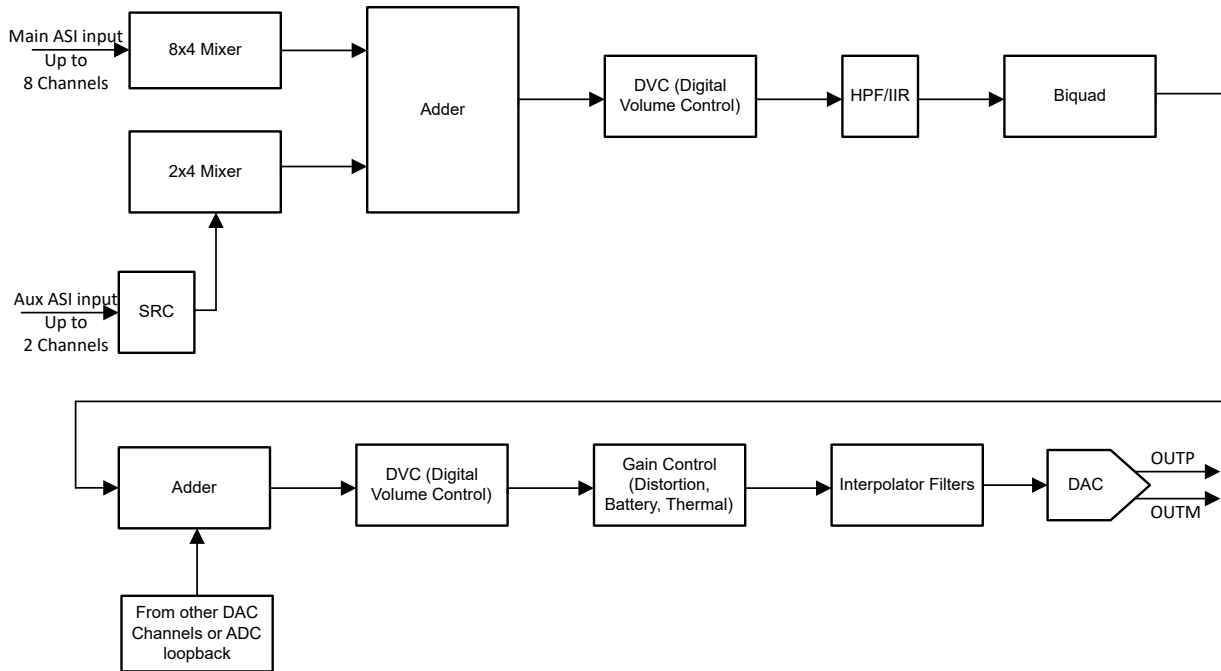 Main ASI input
Up to
8 Channels
8x4 Mixer
Adder
DVC (Digital
Volume Control)
HPF/IIR
Biquad
2x4 Mixer
Aux ASI input
Up to
2 Channels
SRC
Adder
DVC (Digital
Volume Control)
Gain Control
(Distortion,
Battery, Thermal)
Interpolator Filters
DAC
OUTP
OUTM
From other DAC
Channels or ADC
loopback